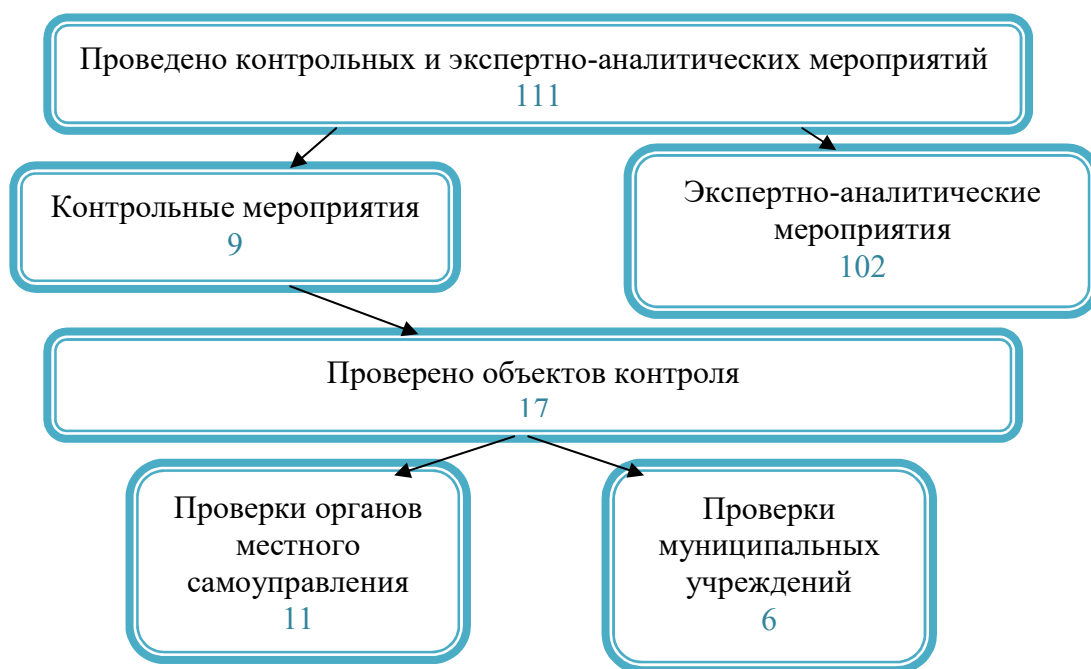 Проведено контрольных и экспертно-аналитических мероприятий
111
Контрольные мероприятия
9
Экспертно-аналитические
мероприятия
102
Проверено объектов контроля
17
Проверки органов
местного
самоуправления
11
Проверки
муниципальных
учреждений
6